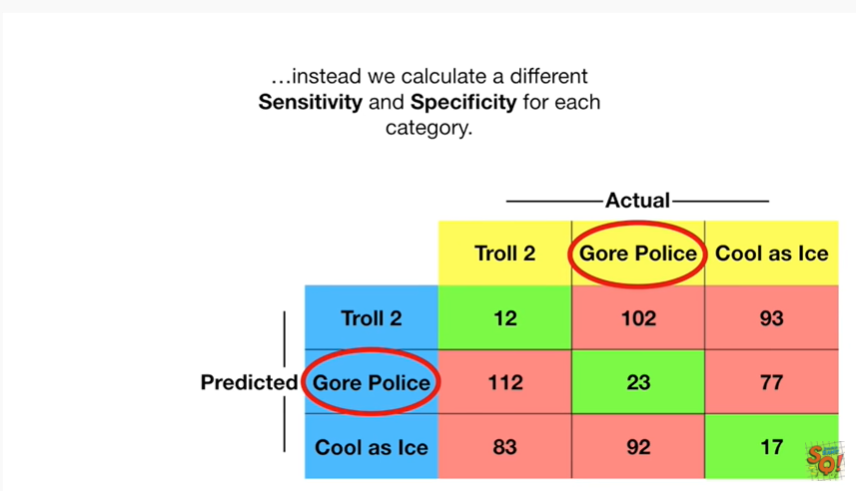 ...instead we calculate a different
Sensitivity and Specificity for each
category.
Actual
Troll 2 Gore Police Cool as Ice
Troll 2 12 102 93
Predicted Gore Police 112 23 77
Cool as Ice 83 92 17
SQ!